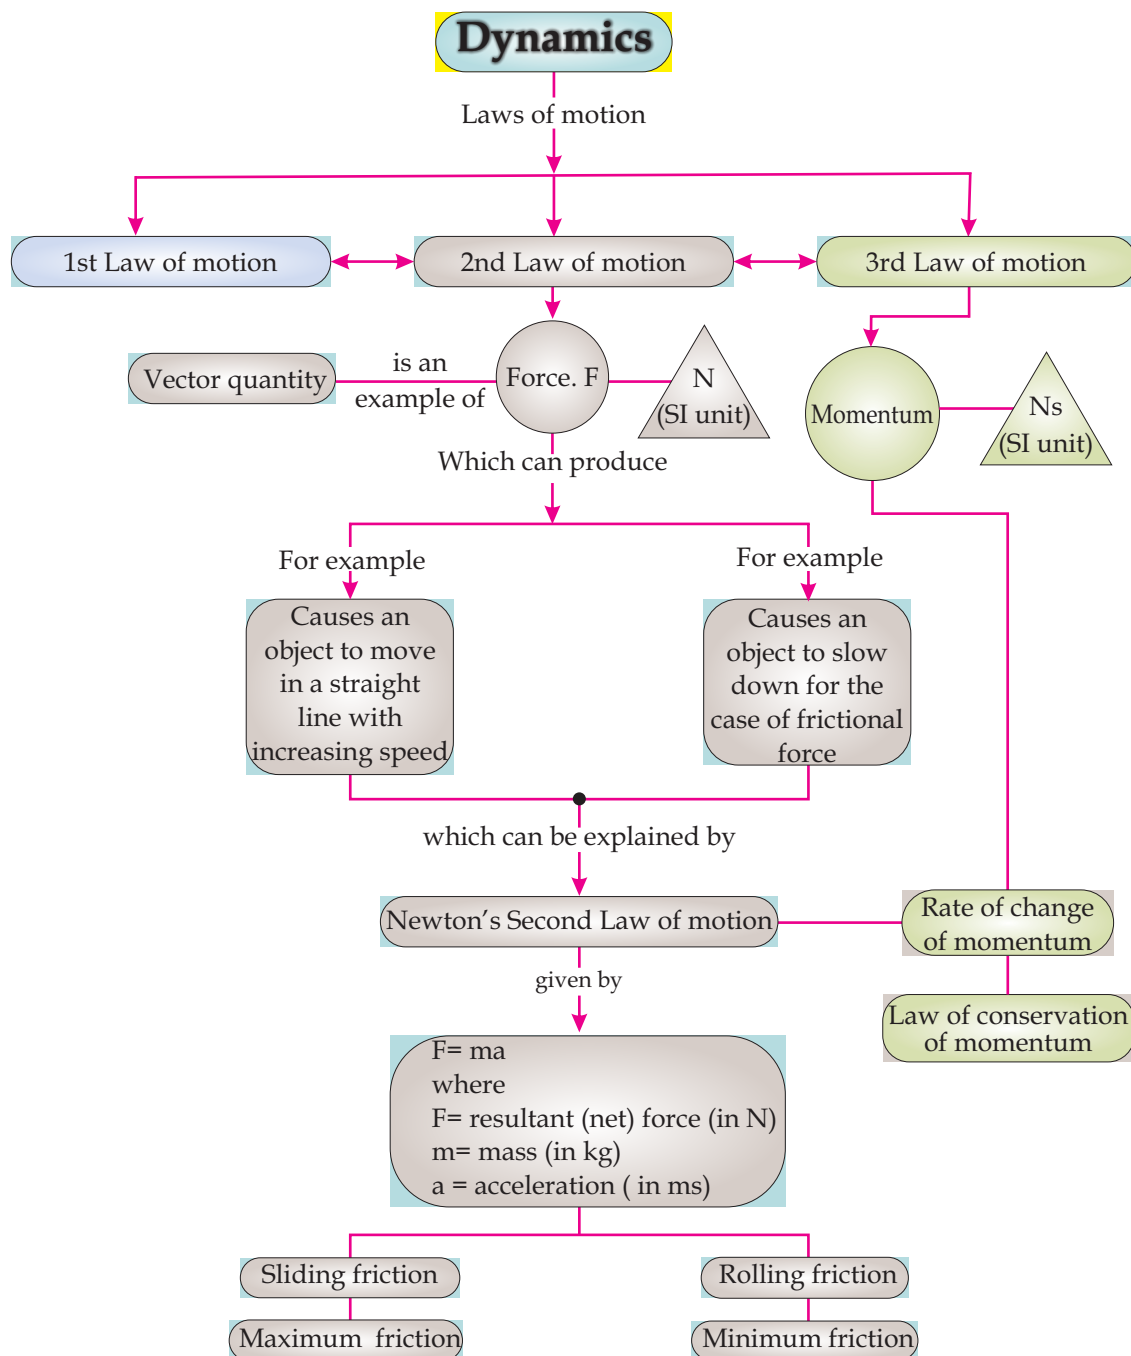 Dynamics
Laws of motion
1st Law of motion
2nd Law of motion
3rd Law of motion
Vector quantity
is an
example of
Force. F
N
(SI unit)
Momentum
Ns
(SI unit)
Which can produce
For example
For example
Causes an
object to move
in a straight
line with
increasing speed
Causes an
object to slow
down for the
case of frictional
force
which can be explained by
Newton's Second Law of motion
Rate of change
of momentum
given by
Law of conservation
of momentum
F= ma
where
F= resultant (net) force (in N)
m= mass (in kg)
a = acceleration ( in ms)
Sliding friction
Rolling friction
Maximum friction
Minimum friction